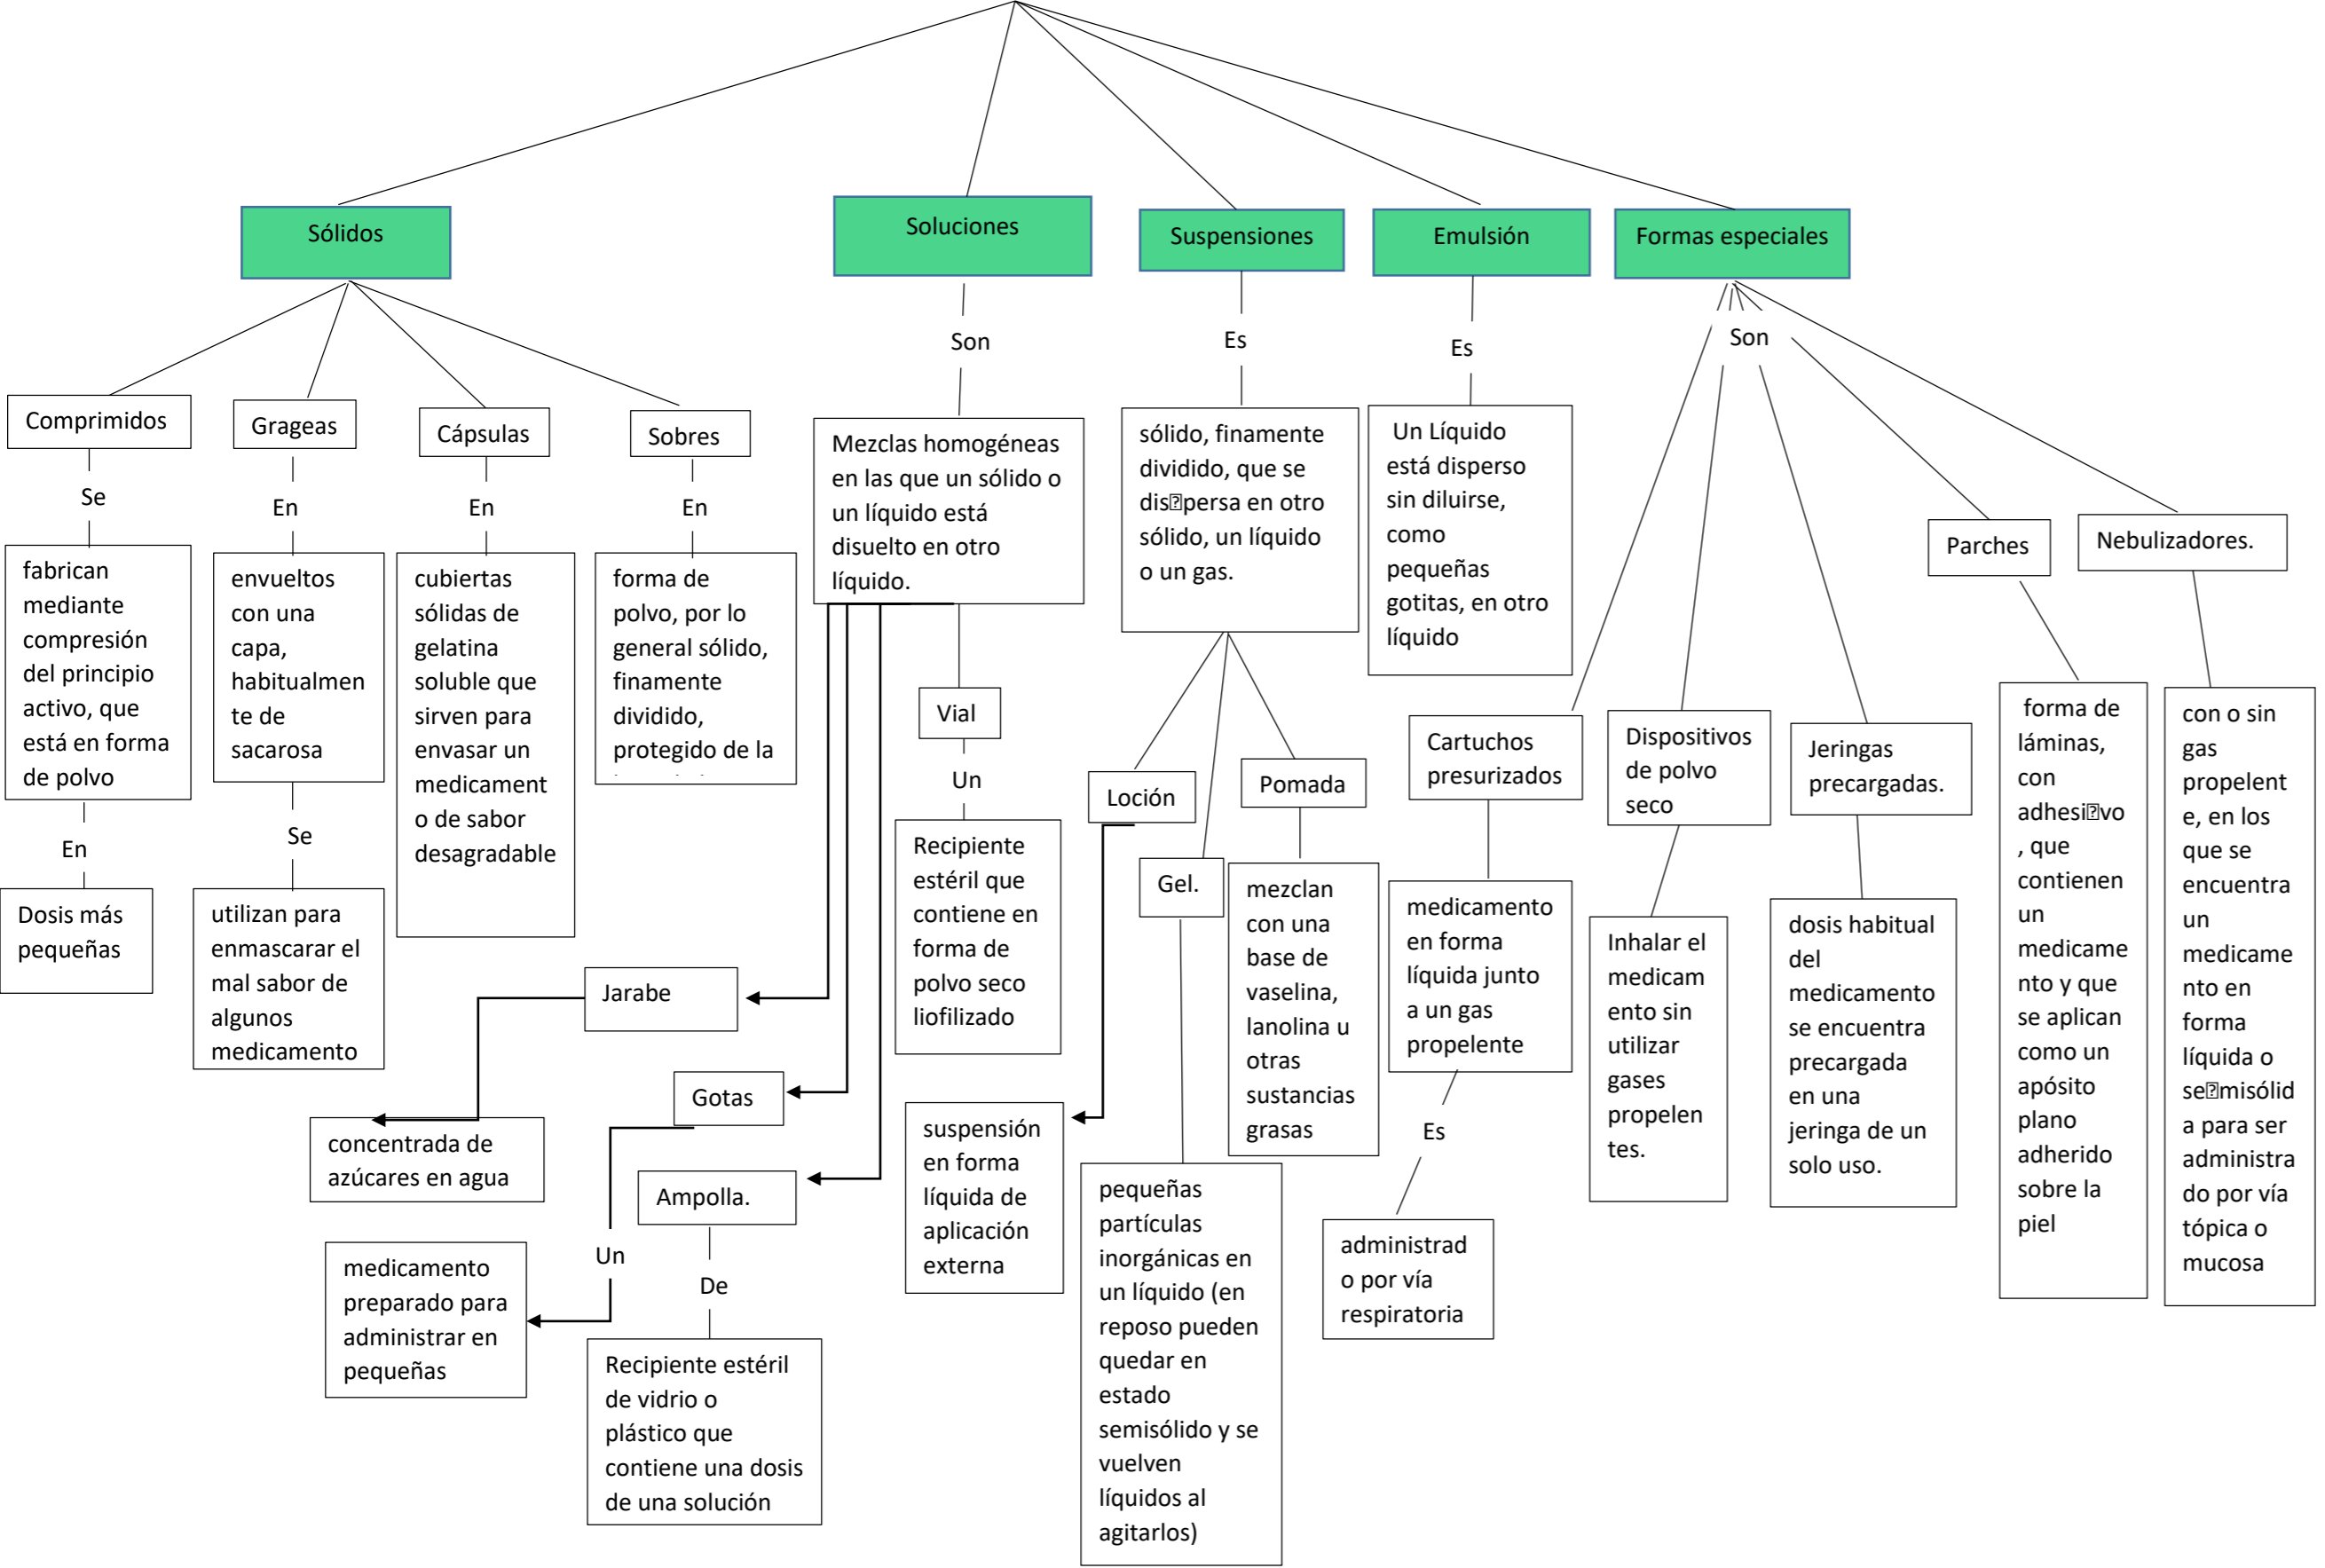 Sólidos
Soluciones
Suspensiones
Emulsión
Formas especiales
Son
Es
Es
Son
Comprimidos
Grageas
Cápsulas
Sobres
Se
En
En
En
fabrican
mediante
compresión
del principio
activo, que
está en forma
de polvo
En
Dosis más
pequeñas
envueltos
con una
capa,
habitualmen
te de
sacarosa
Se
utilizan para
enmascarar el
mal sabor de
algunos
medicamento
cubiertas
sólidas de
gelatina
soluble que
sirven para
envasar un
medicament
o de sabor
desagradable
forma de
polvo, por lo
general sólido,
finamente
dividido,
protegido de la
Mezclas homogéneas
en las que un sólido o
un líquido está
disuelto en otro
líquido.
Vial
Un
Recipiente
estéril que
contiene en
forma de
polvo seco
liofilizado
Jarabe
concentrada de
azúcares en agua
Gotas
Un
medicamento
preparado para
administrar en
pequeñas
Ampolla.
De
Recipiente estéril
de vidrio o
plástico que
contiene una dosis
de una solución
sólido, finamente
dividido, que se
dis􏰀persa en otro
sólido, un líquido
o un gas.
Loción
suspensión
en forma
líquida de
aplicación
externa
Gel.
pequeñas
partículas
inorgánicas en
un líquido (en
reposo pueden
quedar en
estado
semisólido y se
vuelven
líquidos al
agitarlos)
Pomada
mezclan
con una
base de
vaselina,
lanolina u
otras
sustancias
grasas
Un Líquido
está disperso
sin diluirse,
como
pequeñas
gotitas, en otro
líquido
Cartuchos
presurizados
medicamento
en forma
líquida junto
a un gas
propelente
Es
administrad
o por vía
respiratoria
Dispositivos
de polvo
seco
Inhalar el
medicam
ento sin
utilizar
gases
propelen
tes.
Jeringas
precargadas.
dosis habitual
del
medicamento
se encuentra
precargada
en una
jeringa de un
solo uso.
Parches
forma de
láminas,
con
adhesi􏰀vo
, que
contienen
un
medicame
nto y que
se aplican
como un
apósito
plano
adherido
sobre la
piel
Nebulizadores.
con o sin
gas
propelent
e, en los
que se
encuentra
un
medicame
nto en
forma
líquida o
se􏰀misólid
a para ser
administra
do por vía
tópica o
mucosa